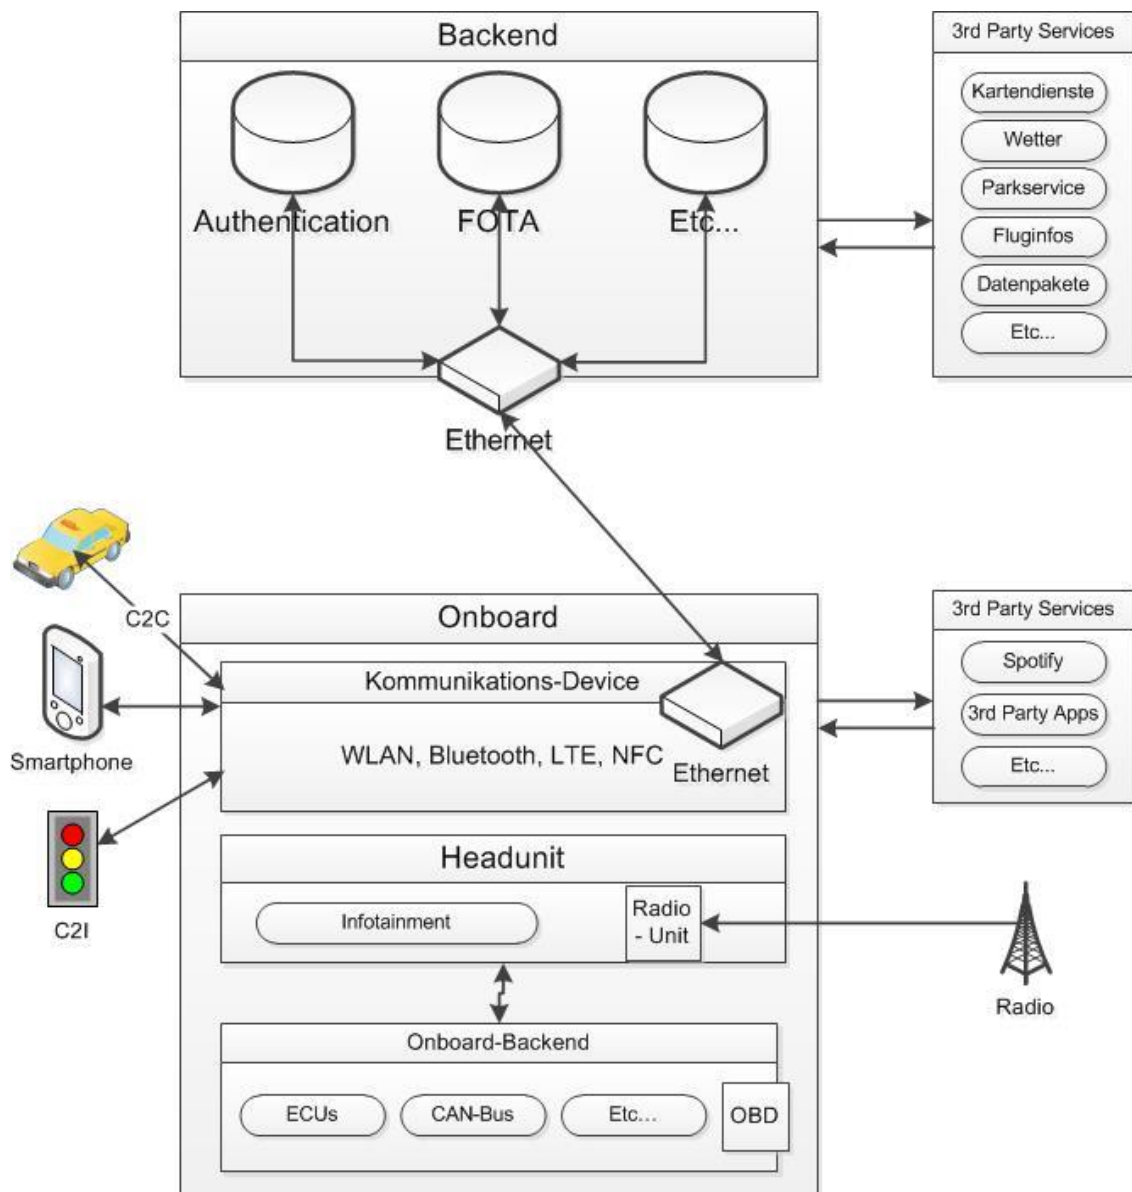 Backend
Authentication
FOTA
Etc...
Ethernet
3rd Party Services
Kartendienste
Wetter
Parkservice
Fluginfos
Datenpakete
Etc...
C2C
Smartphone
C2I
Onboard
Kommunikations-Device
WLAN, Bluetooth, LTE, NFC
Ethernet
3rd Party Services
Spotify
3rd Party Apps
Etc...
Headunit
Infotainment
Radio
- Unit
Radio
Onboard-Backend
ECUs
CAN-Bus
Etc...
OBD